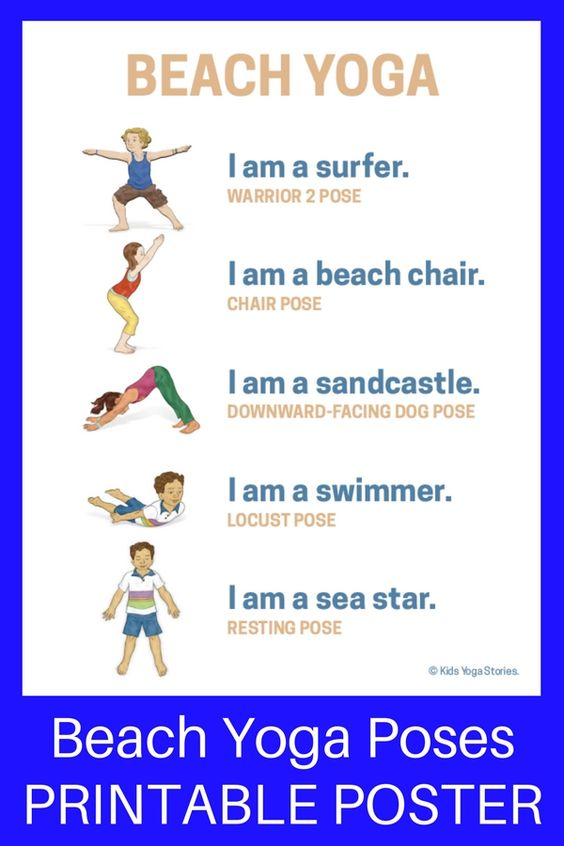 BEACH YOGA
I am a surfer.
WARRIOR 2 POSE
I am a beach chair.
CHAIR POSE
I am a sandcastle.
DOWNWARD-FACING DOG POSE
I am a swimmer.
LOCUST POSE
I am a sea star.
RESTING POSE
© Kids Yoga Stories.
Beach Yoga Poses
PRINTABLE POSTER